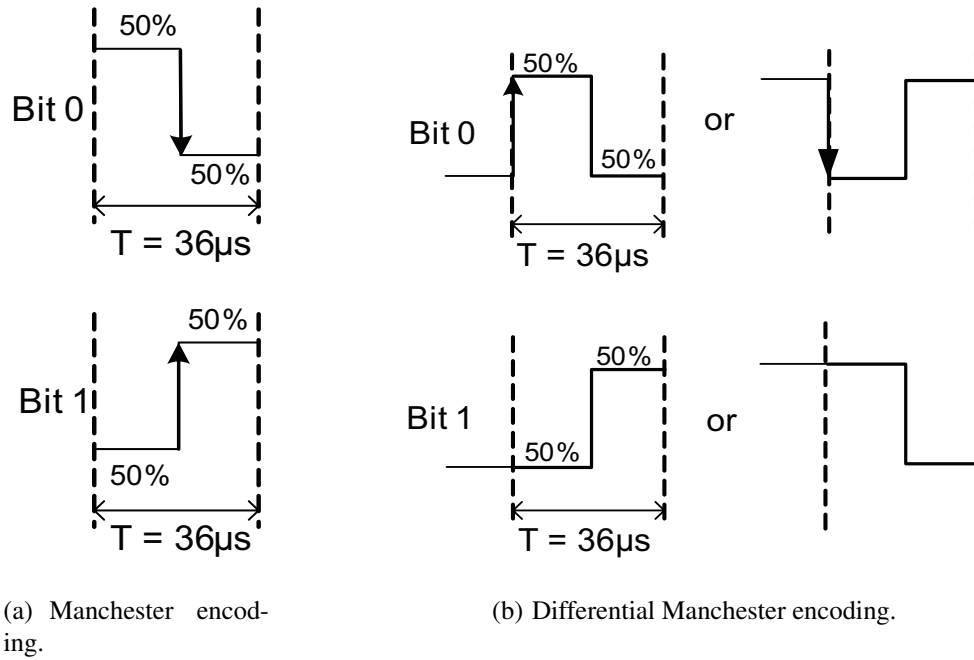 50%
Bit 0
50%
T = 36µs
50%
Bit 1
50%
T = 36µs
(a) Manchester encod-
ing.
50%
Bit 0
50%
or
T = 36µs
50%
Bit 1
50%
or
T = 36µs
(b) Differential Manchester encoding.